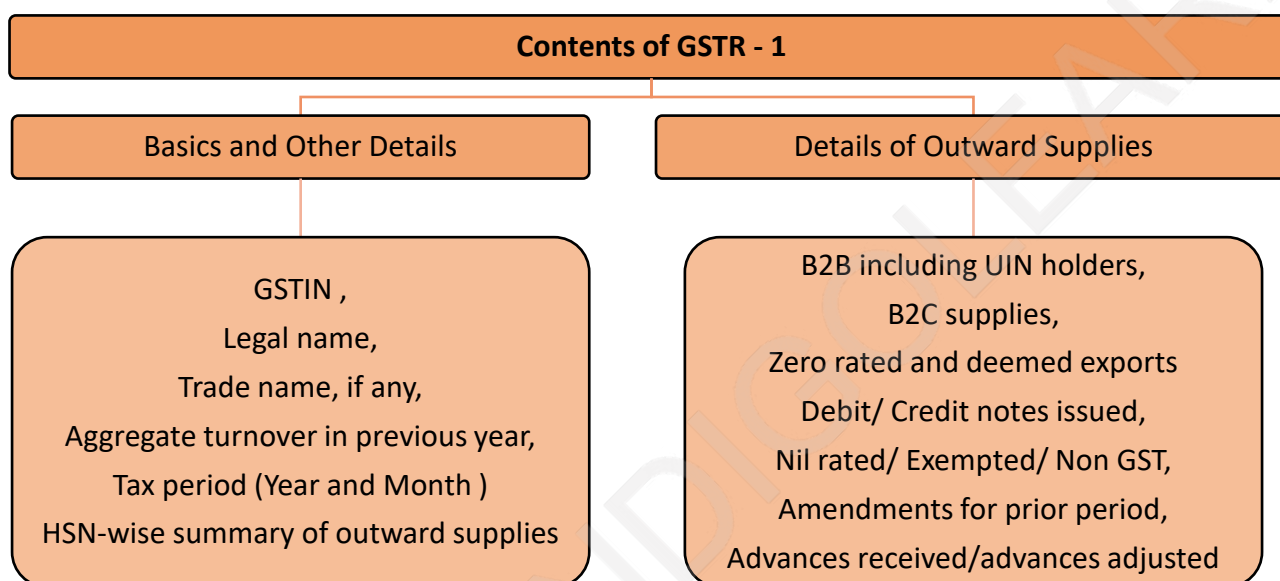 Contents of GSTR - 1
Basics and Other Details
Details of Outward Supplies
GSTIN ,
Legal name,
Trade name, if any,
Aggregate turnover in previous year,
Tax period (Year and Month )
HSN-wise summary of outward supplies
B2B including UIN holders,
B2C supplies,
Zero rated and deemed exports
Debit/ Credit notes issued,
Nil rated/ Exempted/ Non GST,
Amendments for prior period,
Advances received/advances adjusted